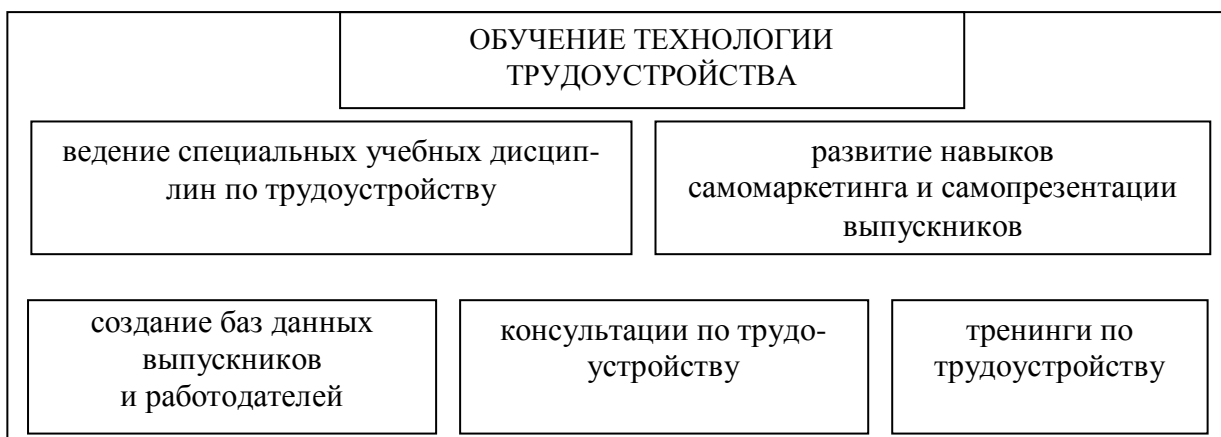 ОБУЧЕНИЕ ТЕХНОЛОГИИ
ТРУДОУСТРОЙСТВА
ведение специальных учебных дисцип-
лин по трудоустройству
развитие навыков
самомаркетинга и самопрезентации
выпускников
создание баз данных
выпускников
и работодателей
консультации по трудо-
устройству
тренинги по
трудоустройству